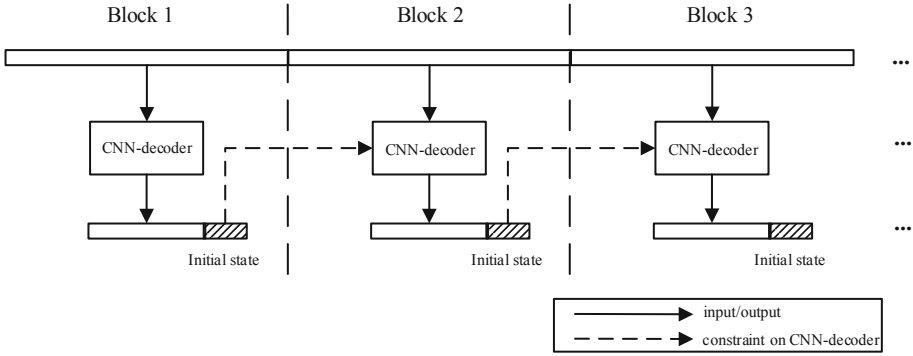 Block 1
Block 2
Block 3
...
CNN-decoder
CNN-decoder
CNN-decoder
...
...
Initial state
Initial state
Initial state
input/output
constraint on CNN-decoder